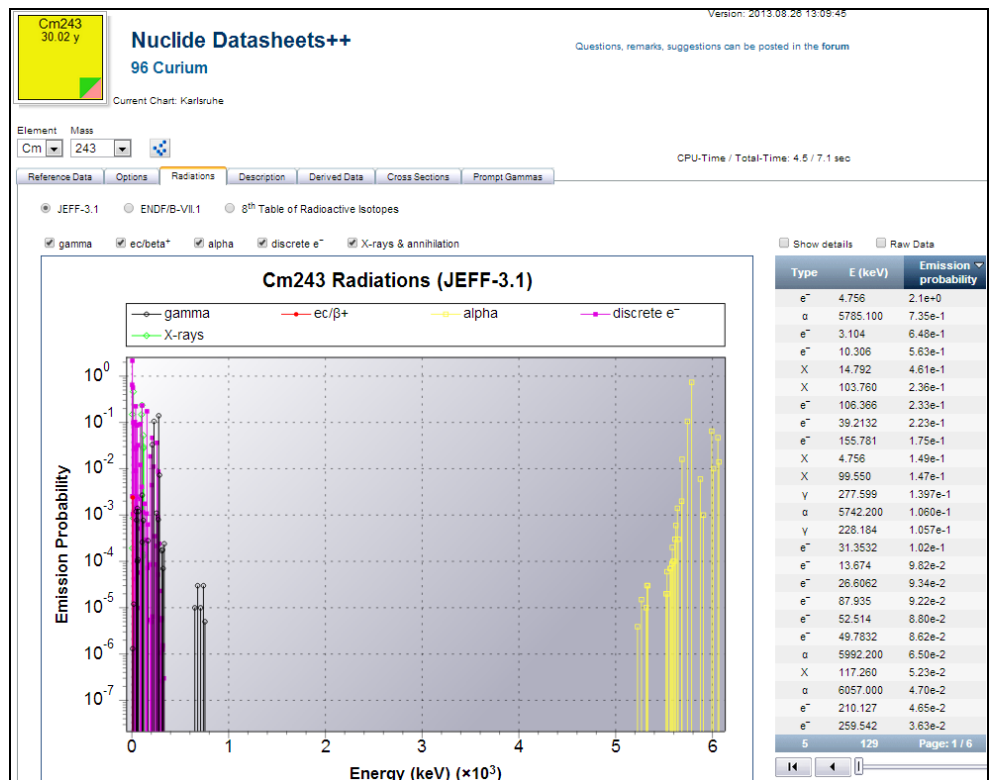 Version: 2013.08.26 13:09:45
Cm243
30.02 y
Nuclide Datasheets++
Questions, remarks, suggestions can be posted in the forum
96 Curium
Current Chart: Karlsruhe
Element Mass
Cm 243
CPU-Time / Total-Time: 4.5 / 7.1 sec
Reference Data Options Radiations Description Derived Data Cross Sections Prompt Gammas
JEFF-3.1 ENDF/B-VII.1 8th Table of Radioactive Isotopes
gamma ec/beta+ alpha discrete e− X-rays & annihilation
Show details Raw Data
Cm243 Radiations (JEFF-3.1)
gamma ec/β+ alpha discrete e−
X-rays
Emission Probability
10^0
10^-1
10^-2
10^-3
10^-4
10^-5
10^-6
10^-7
0 1 2 3 4 5 6
Energy (keV) (×10^3)
Type E (keV) Emission probability
e− 4.756 2.1e+0
α 5785.100 7.35e-1
e− 3.104 6.48e-1
e− 10.306 5.63e-1
X 14.792 4.61e-1
X 103.760 2.36e-1
e− 106.366 2.33e-1
e− 39.2132 2.23e-1
e− 155.781 1.75e-1
X 4.756 1.49e-1
X 99.550 1.47e-1
γ 277.599 1.397e-1
α 5742.200 1.060e-1
γ 228.184 1.057e-1
e− 31.3532 1.02e-1
e− 13.674 9.82e-2
e− 26.6062 9.34e-2
e− 87.935 9.22e-2
e− 52.514 8.80e-2
e− 49.7832 8.62e-2
α 5992.200 6.50e-2
X 117.260 5.23e-2
α 6057.000 4.70e-2
e− 210.127 4.65e-2
e− 259.542 3.63e-2
5 129 Page: 1 / 6